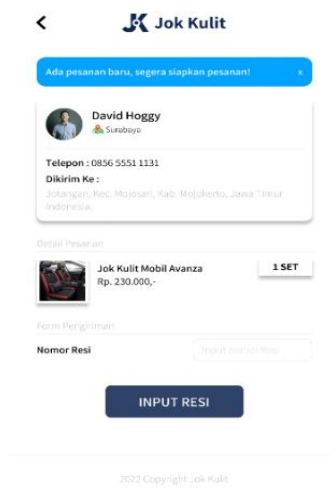 Jok Kulit
Ada pesanan baru, segera siapkan pesanan!
x
David Hoggy
Surabaya
Telepon : 0856 5551 1131
Dikirim Ke :
Jotangan, Kec. Mojosari, Kab. Mojokerto, Jawa Timur
Indonesia,
Detail Pesanan
Jok Kulit Mobil Avanza
1 SET
Rp. 230.000,-
Form Pengiriman
Nomor Resi
Input nomor Resi
INPUT RESI
2022 Copyright Jok Kulit